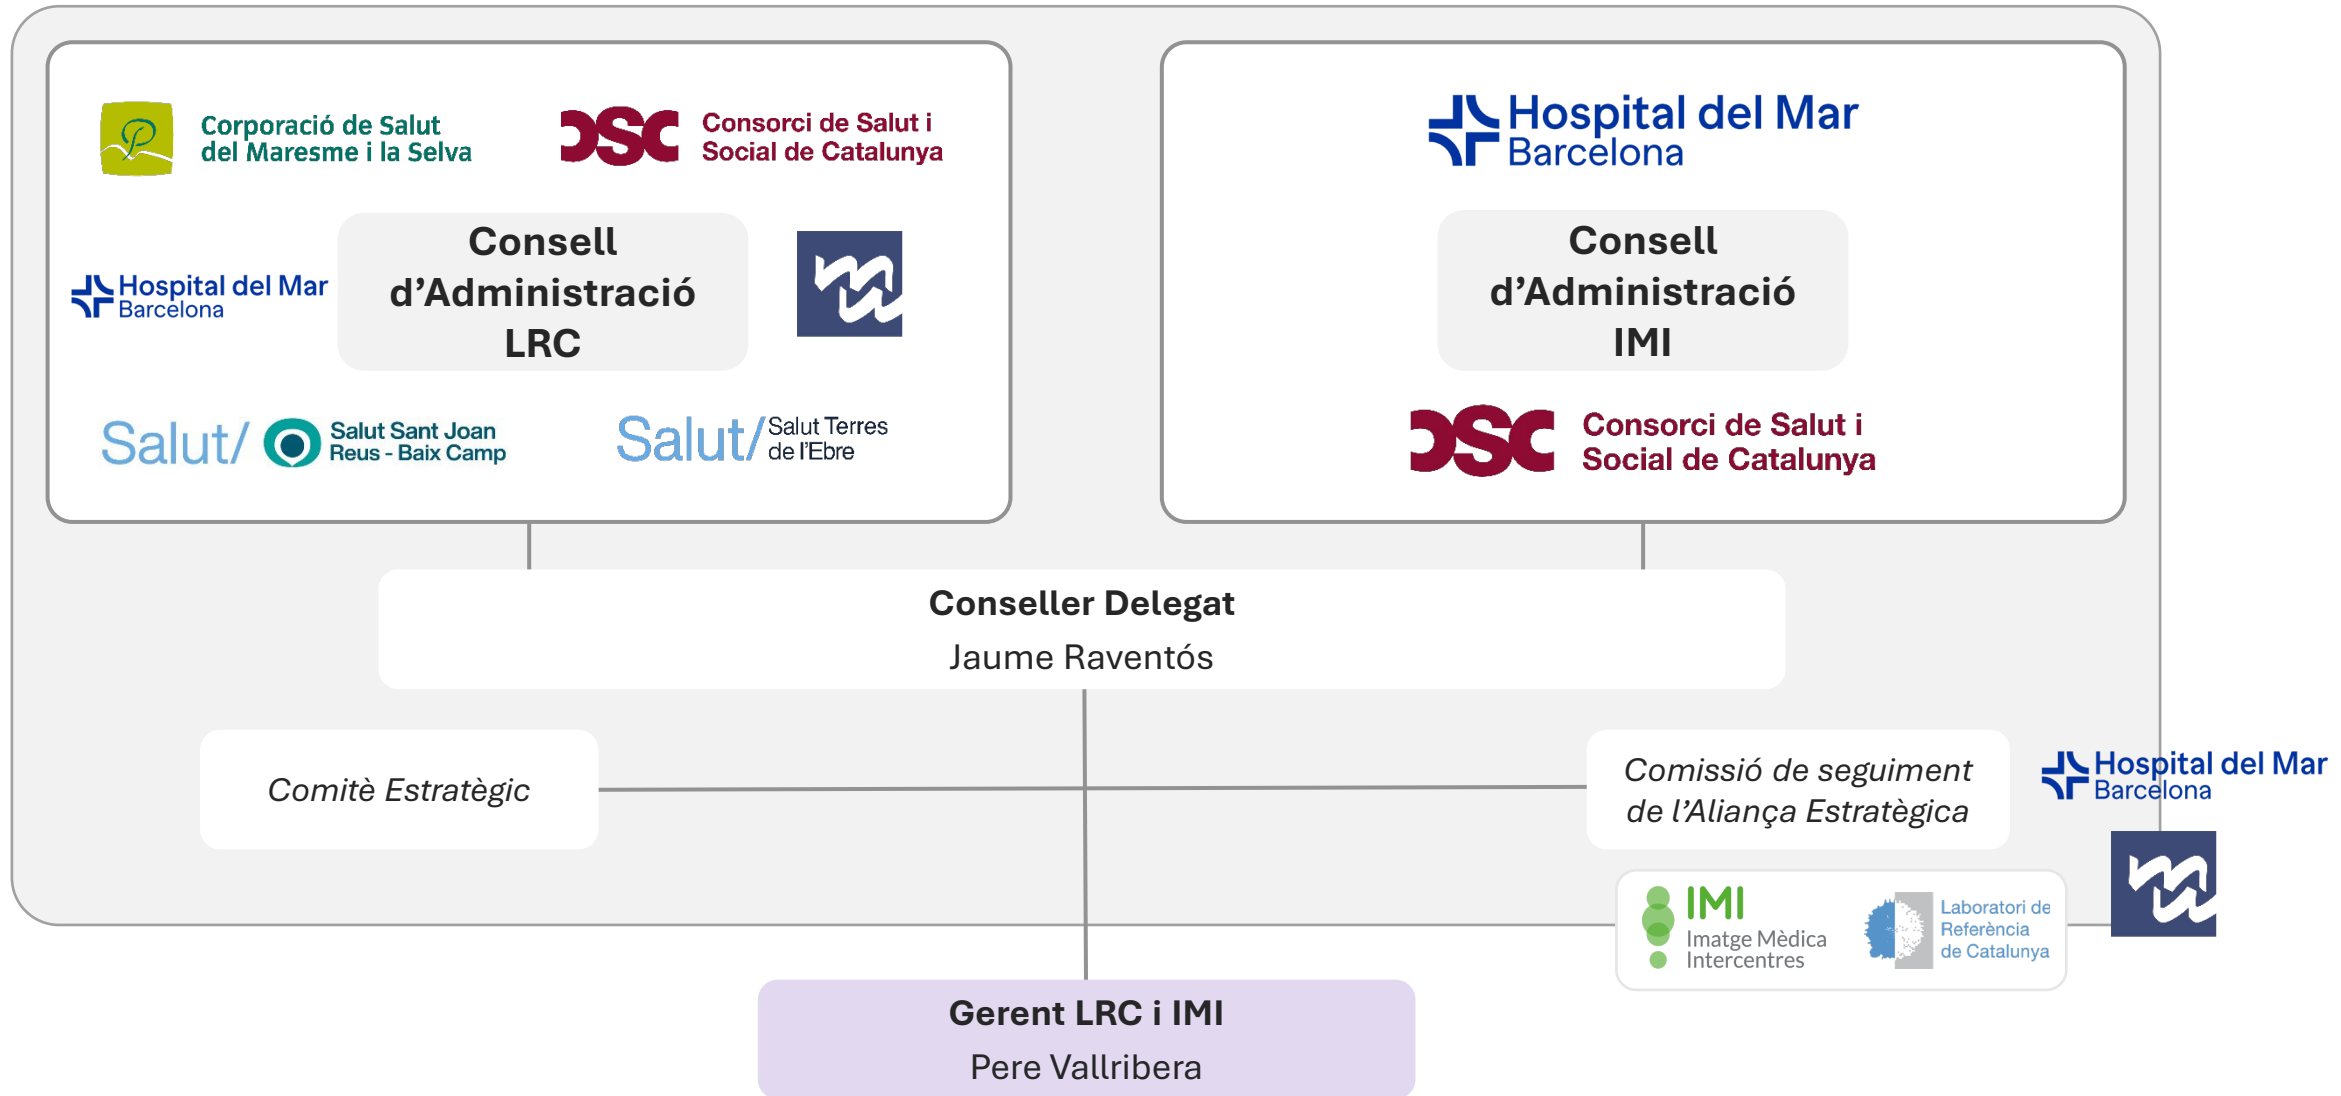 Corporació de Salut
del Maresme i la Selva
CSC
Consorci de Salut i
Social de Catalunya
Hospital del Mar
Barcelona
Consell
d’Administració
LRC
Salut/
Salut Sant Joan
Reus - Baix Camp
Salut/
Salut Terres
de l'Ebre
Hospital del Mar
Barcelona
Consell
d’Administració
IMI
CSC
Consorci de Salut i
Social de Catalunya
Conseller Delegat
Jaume Raventós
Comitè Estratègic
Comissió de seguiment
de l’Aliança Estratègica
Hospital del Mar
Barcelona
IMI
Imatge Mèdica
Intercentres
Laboratori de
Referència
de Catalunya
Gerent LRC i IMI
Pere Vallribera